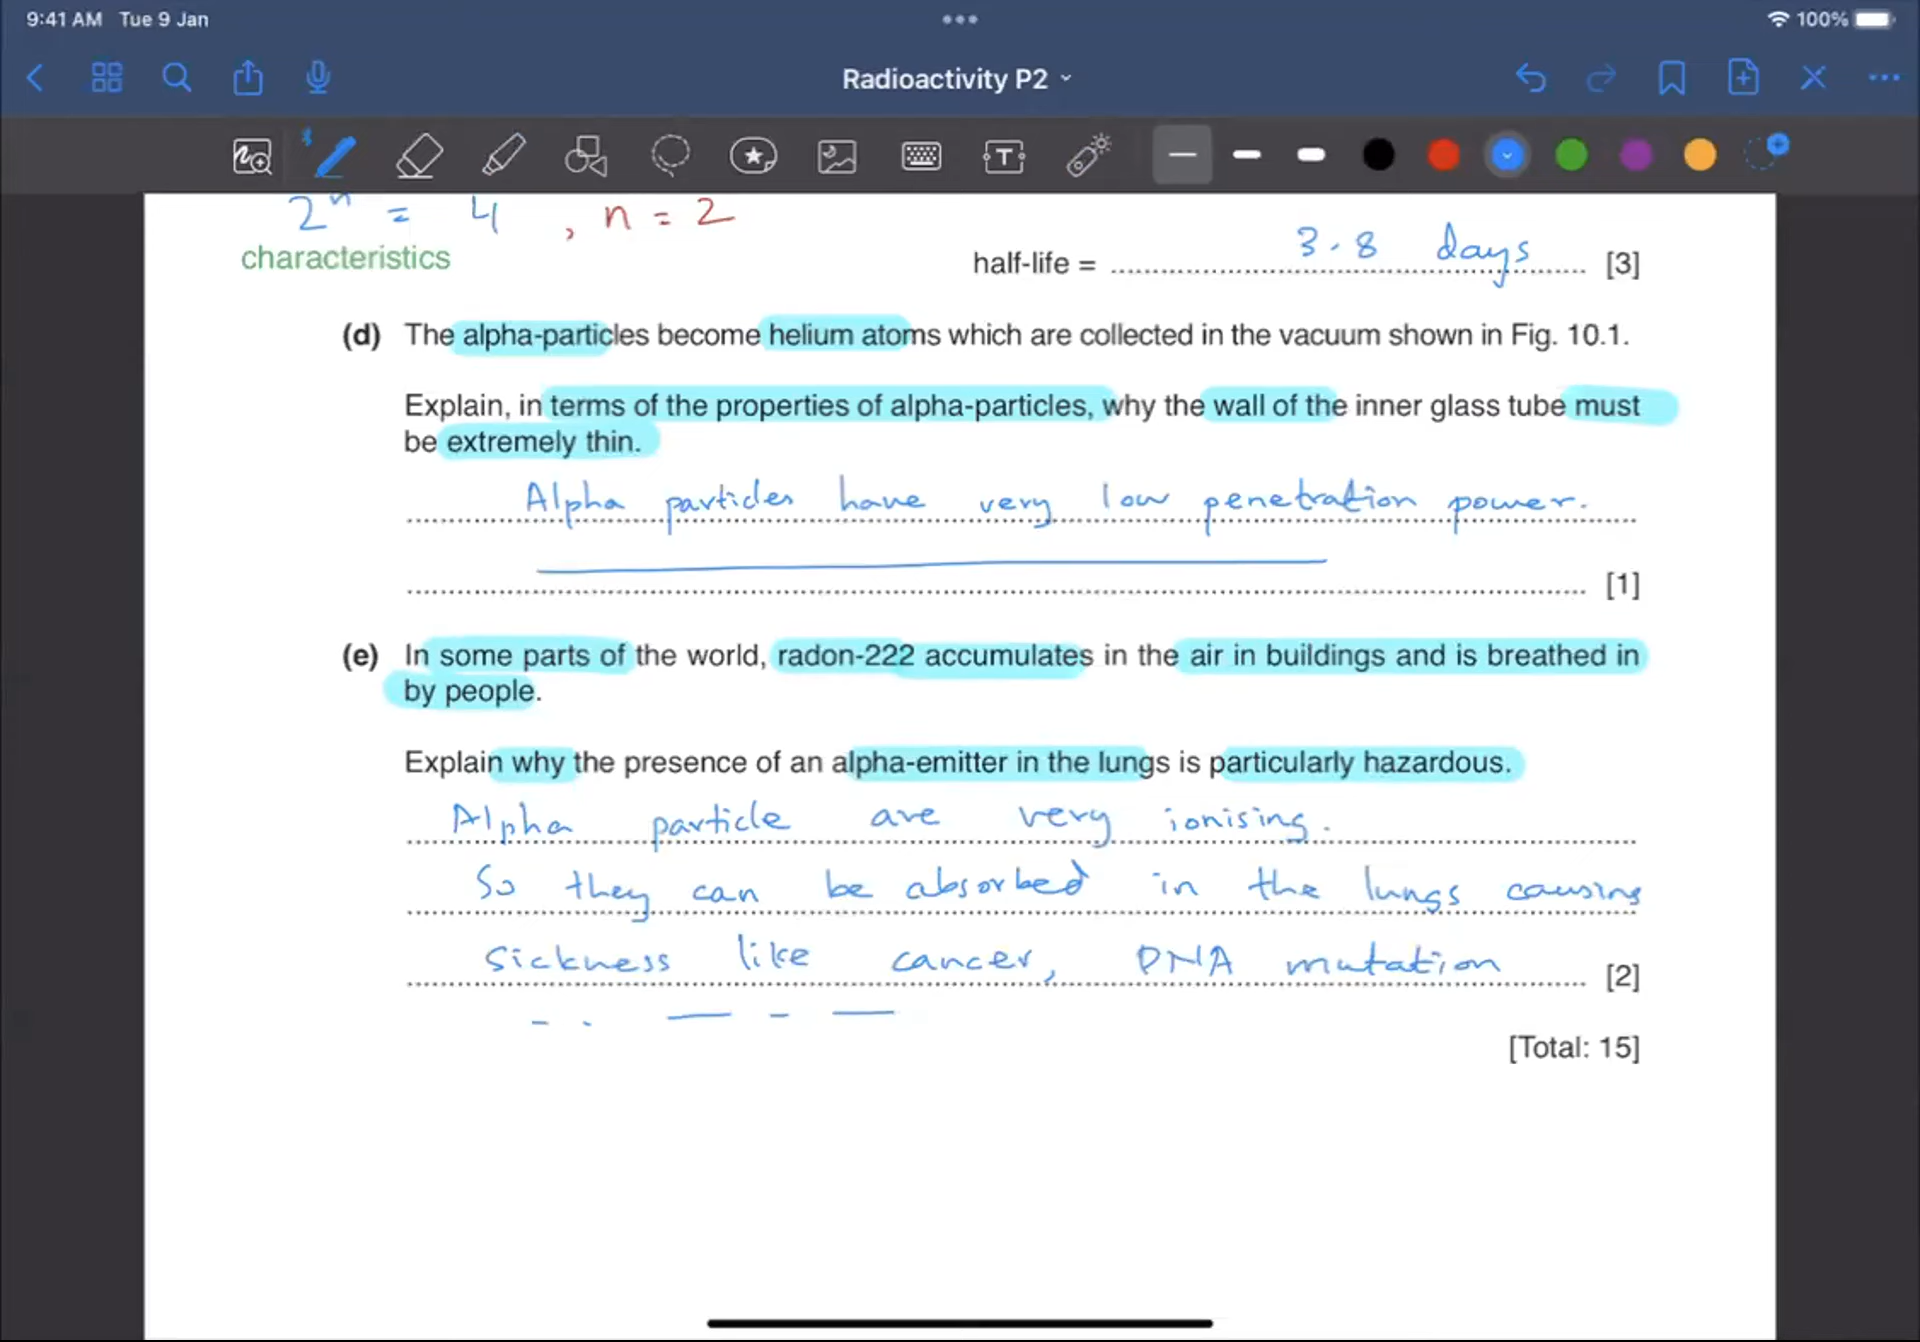 9:41 AM Tue 9 Jan
100%
Radioactivity P2
2ⁿ = 4 , n = 2
characteristics
half-life = 3.8 days [3]
(d) The alpha-particles become helium atoms which are collected in the vacuum shown in Fig. 10.1.
Explain, in terms of the properties of alpha-particles, why the wall of the inner glass tube must
be extremely thin.
Alpha particles have very low penetration power.
[1]
(e) In some parts of the world, radon-222 accumulates in the air in buildings and is breathed in
by people.
Explain why the presence of an alpha-emitter in the lungs is particularly hazardous.
Alpha particle are very ionising.
So they can be absorbed in the lungs causing
sickness like cancer, DNA mutation [2]
[Total: 15]